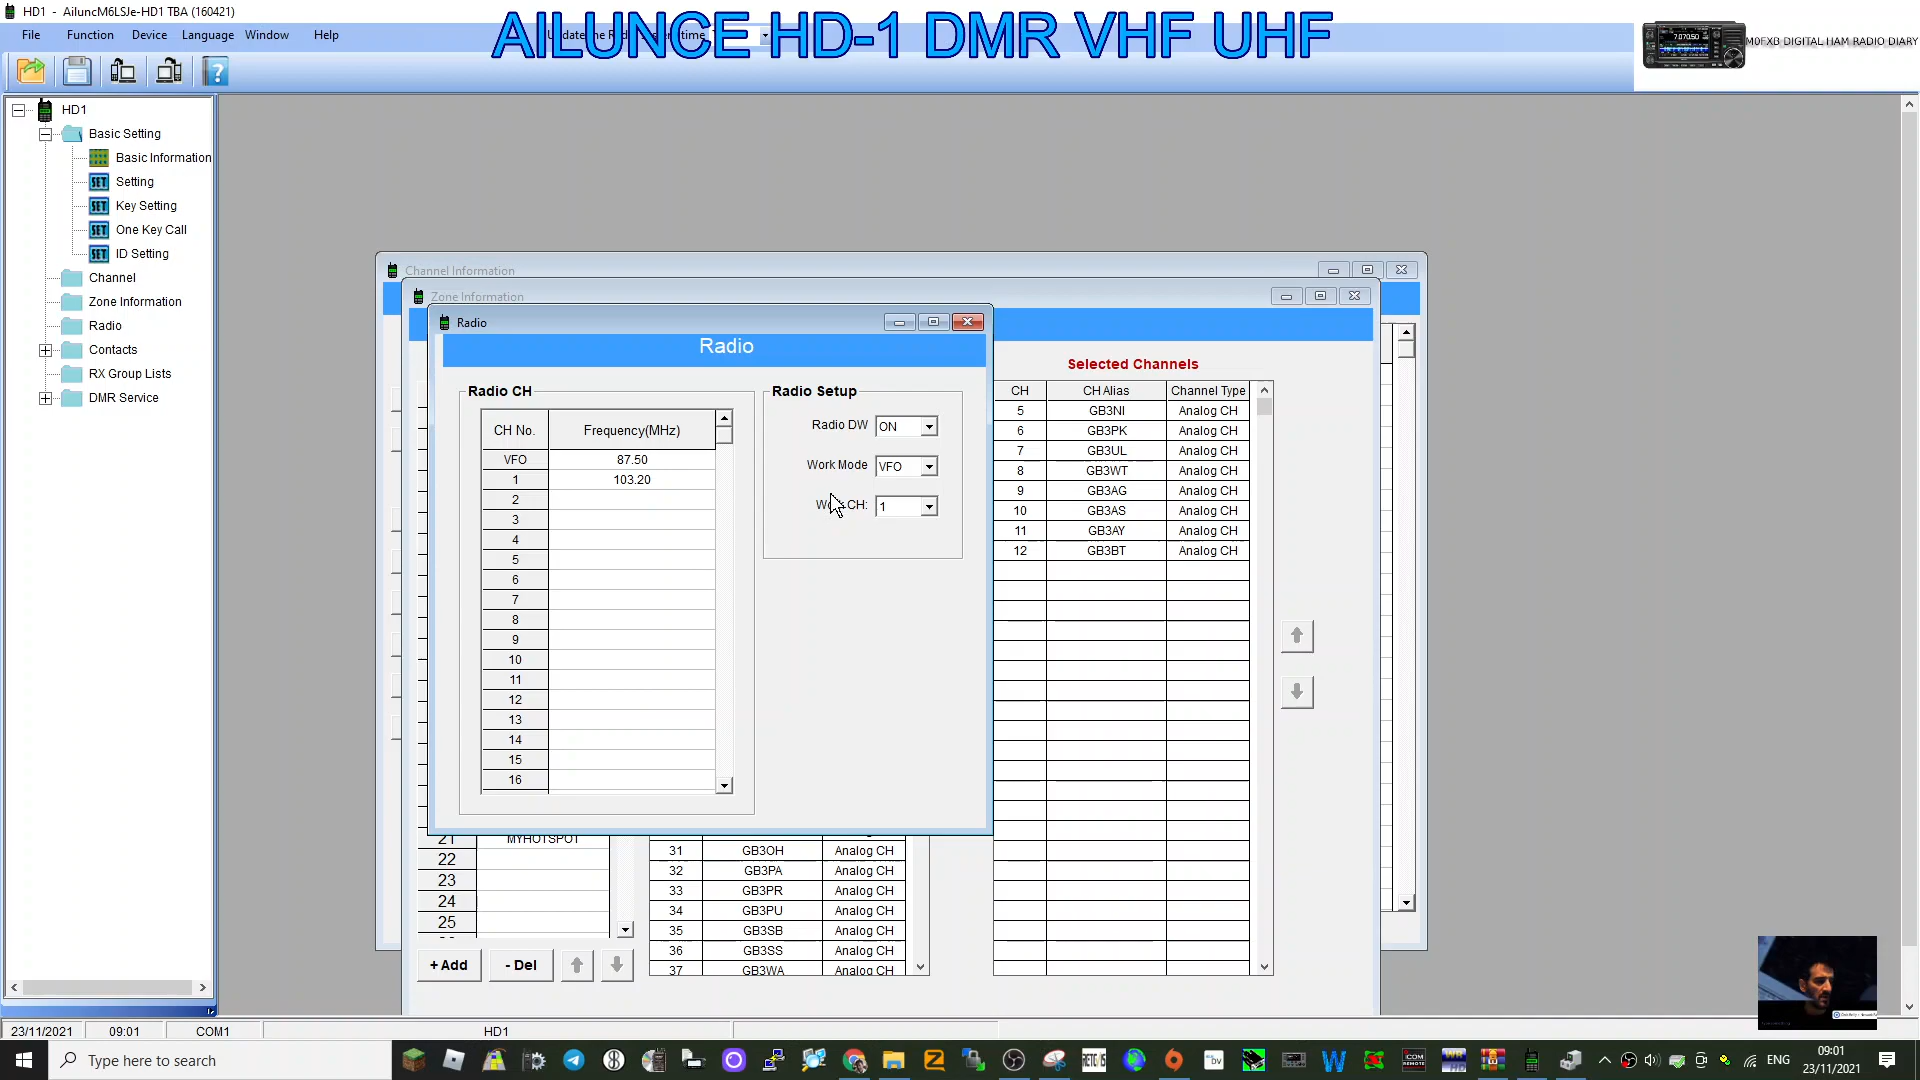 HD1 - AiluncM6LSJe-HD1 TBA (160421)
AILUNCE HD-1 DMR VHF UHF
File Function Device Language Window Help
M0FXB DIGITAL HAM RADIO DIARY
HD1
Basic Setting
Basic Information
SET Setting
SET Key Setting
SET One Key Call
SET ID Setting
Channel
Zone Information
Radio
Contacts
RX Group Lists
DMR Service
Channel Information
Zone Information
Radio
Radio
Radio CH
CH No. Frequency(MHz)
VFO 87.50
1 103.20
2
3
4
5
6
7
8
9
10
11
12
13
14
15
16
Radio Setup
Radio DW ON
Work Mode VFO
CH: 1
Selected Channels
CH CH Alias Channel Type
5 GB3NI Analog CH
6 GB3PK Analog CH
7 GB3UL Analog CH
8 GB3WT Analog CH
9 GB3AG Analog CH
10 GB3AS Analog CH
11 GB3AY Analog CH
12 GB3BT Analog CH
21 MYHOTSPOT
22
23
24
25
31 GB3OH Analog CH
32 GB3PA Analog CH
33 GB3PR Analog CH
34 GB3PU Analog CH
35 GB3SB Analog CH
36 GB3SS Analog CH
37 GB3WA Analog CH
+ Add - Del
23/11/2021 09:01 COM1 HD1
Type here to search
ENG
09:01
23/11/2021